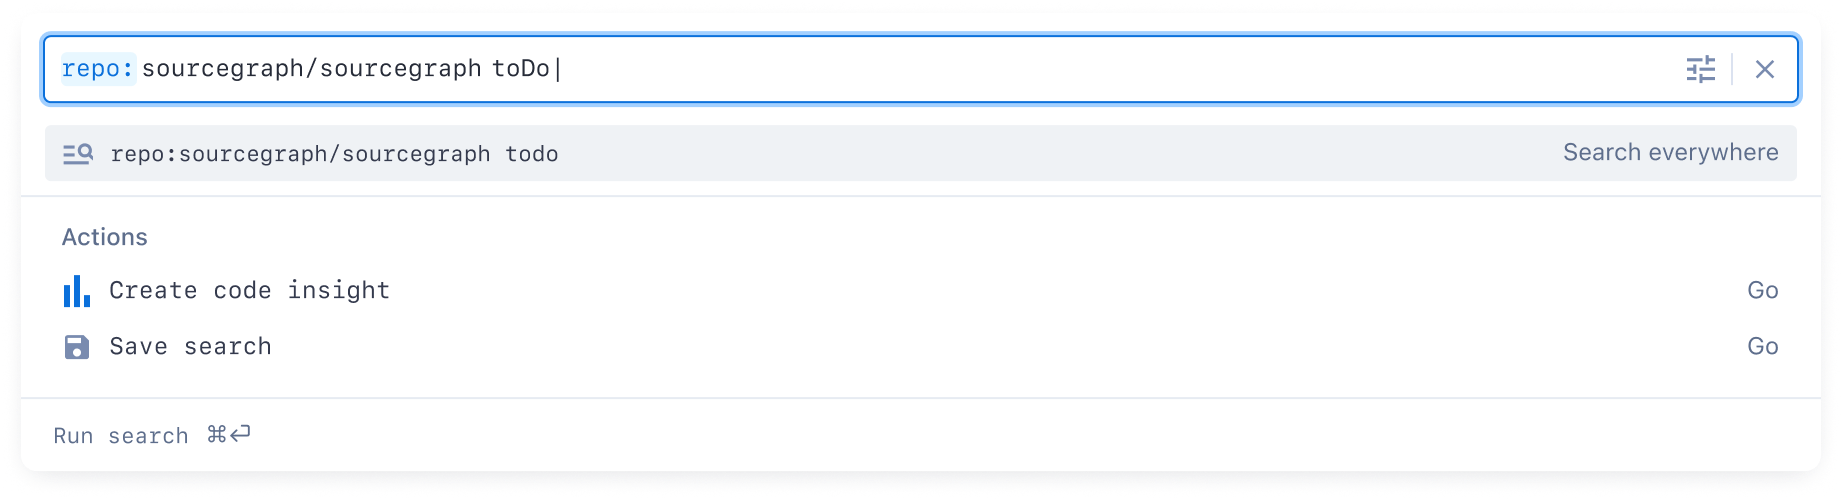 repo: sourcegraph/sourcegraph toDo
repo:sourcegraph/sourcegraph todo Search everywhere
Actions
Create code insight Go
Save search Go
Run search ⌘⏎